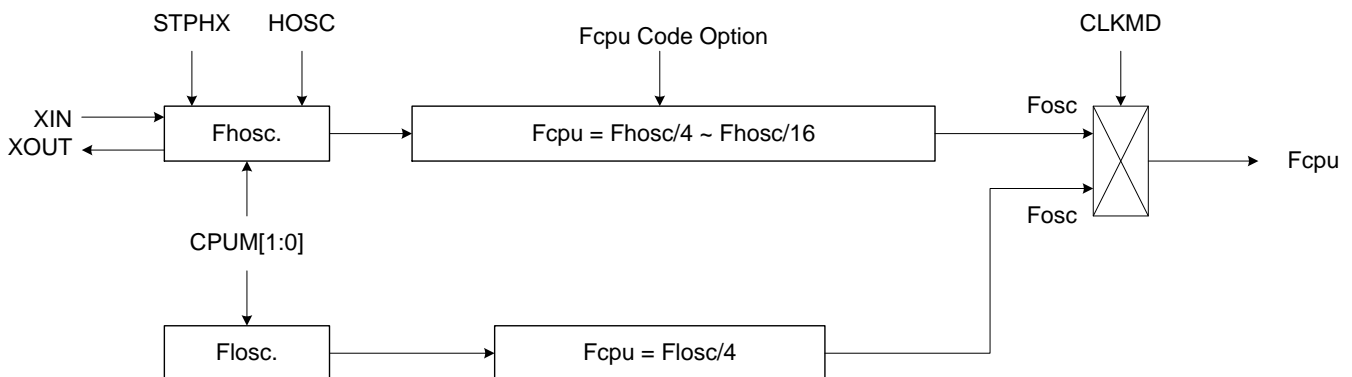 STPHX
HOSC
Fcpu Code Option
CLKMD
XIN
XOUT
Fhosc.
Fcpu = Fhosc/4 ~ Fhosc/16
Fosc
Fcpu
Fosc
CPUM[1:0]
Flosc.
Fcpu = Flosc/4